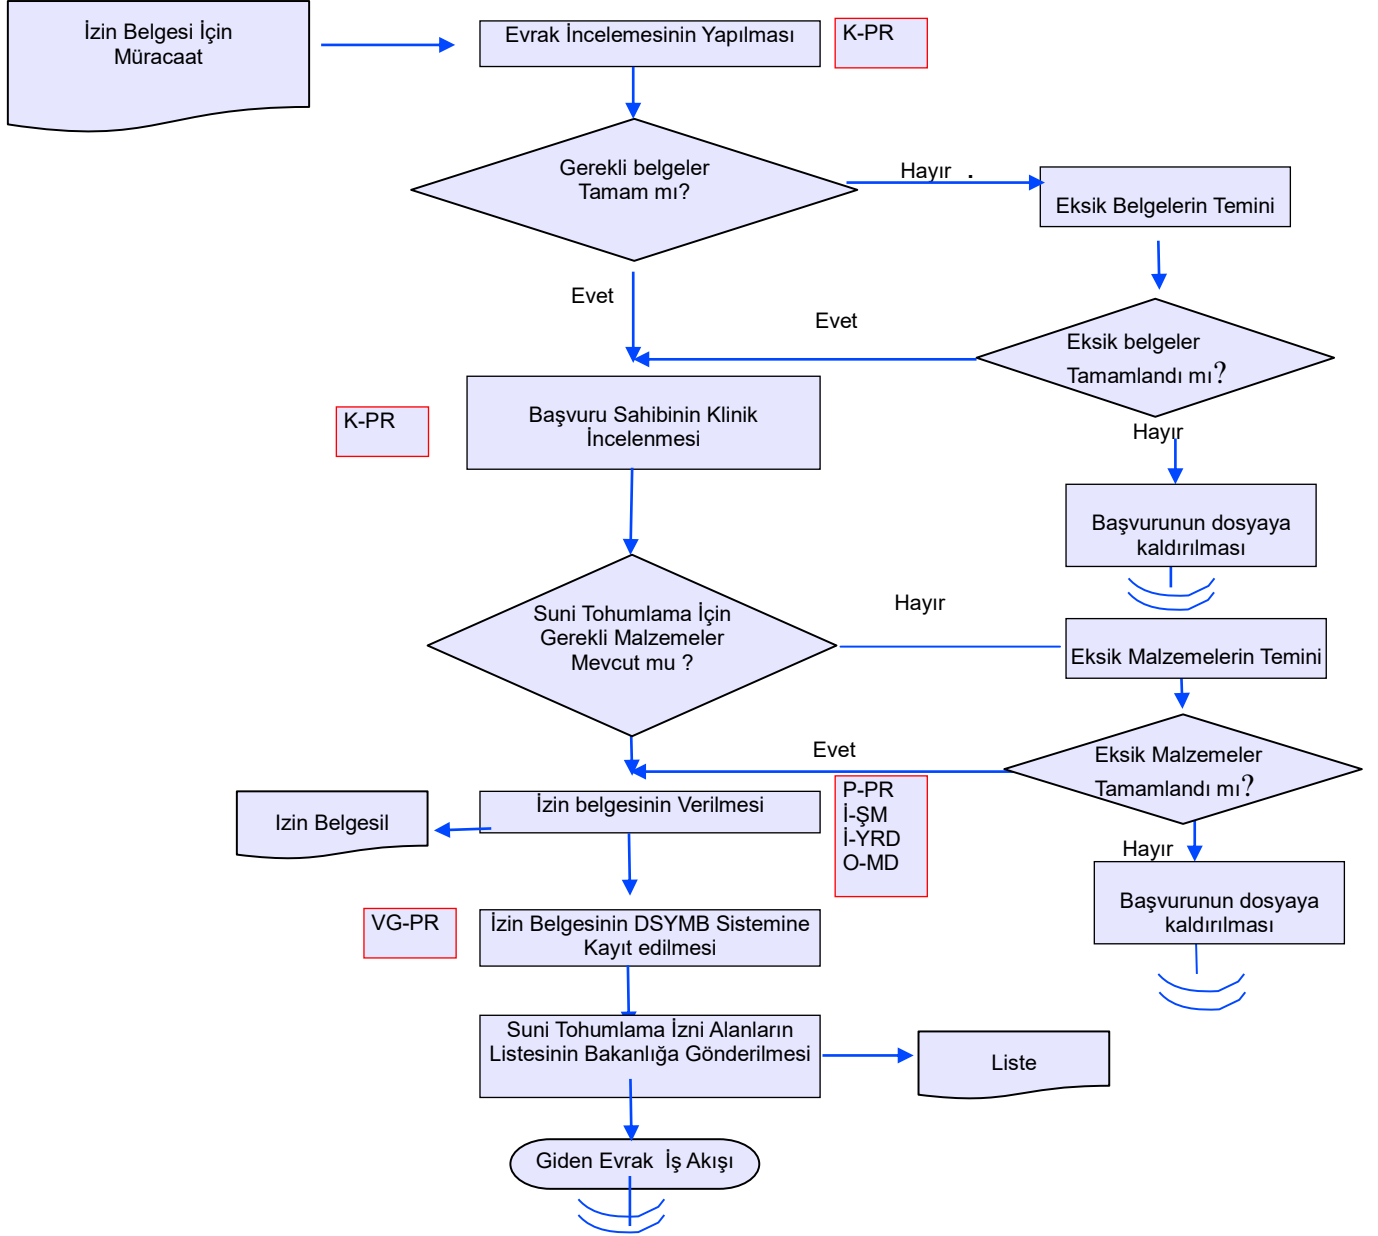 İzin Belgesi İçin
Müracaat
Evrak İncelemesinin Yapılması
K-PR
Gerekli belgeler
Tamam mı?
Hayır .
Eksik Belgelerin Temini
Evet
Evet
Eksik belgeler
Tamamlandı mı?
Hayır
Başvuru Sahibinin Klinik
İncelenmesi
K-PR
Başvurunun dosyaya
kaldırılması
Suni Tohumlama İçin
Gerekli Malzemeler
Mevcut mu ?
Hayır
Eksik Malzemelerin Temini
Evet
Eksik Malzemeler
Tamamlandı mı?
Hayır
P-PR
İ-ŞM
İ-YRD
O-MD
İzin belgesinin Verilmesi
Izin Belgesil
Başvurunun dosyaya
kaldırılması
VG-PR
İzin Belgesinin DSYMB Sistemine
Kayıt edilmesi
Suni Tohumlama İzni Alanların
Listesinin Bakanlığa Gönderilmesi
Liste
Giden Evrak İş Akışı